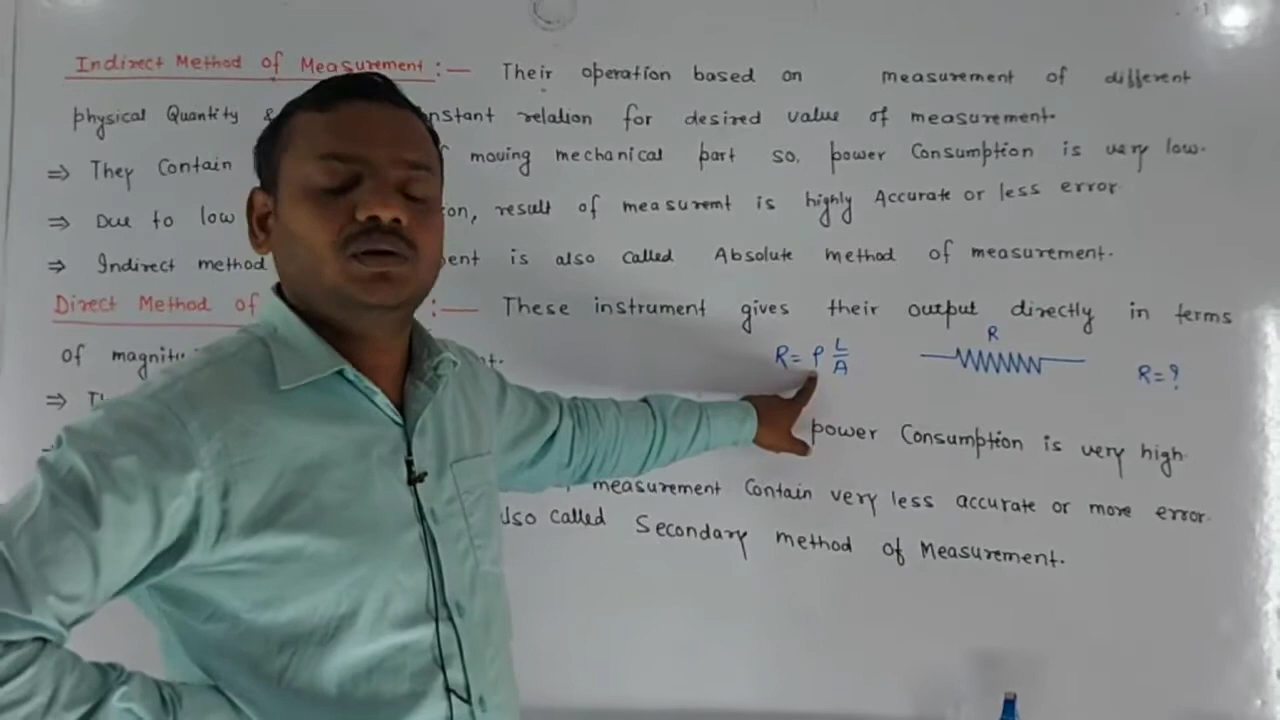 Indirect Method of Measurement :— Their operation based on measurement of different
physical Quantity & nstant relation for desired value of measurement.
⇒ They Contain moving mechanical part so, power Consumption is very low.
⇒ Due to low on, result of measuremt is highly Accurate or less error
⇒ Indirect method ent is also called Absolute method of measurement.
Direct Method of :— These instrument gives their output directly in terms
of magnitu t.
R = ρ L/A R R = ?
⇒ T
power Consumption is very high.
measurement Contain very less accurate or more error.
lso called Secondary method of Measurement.